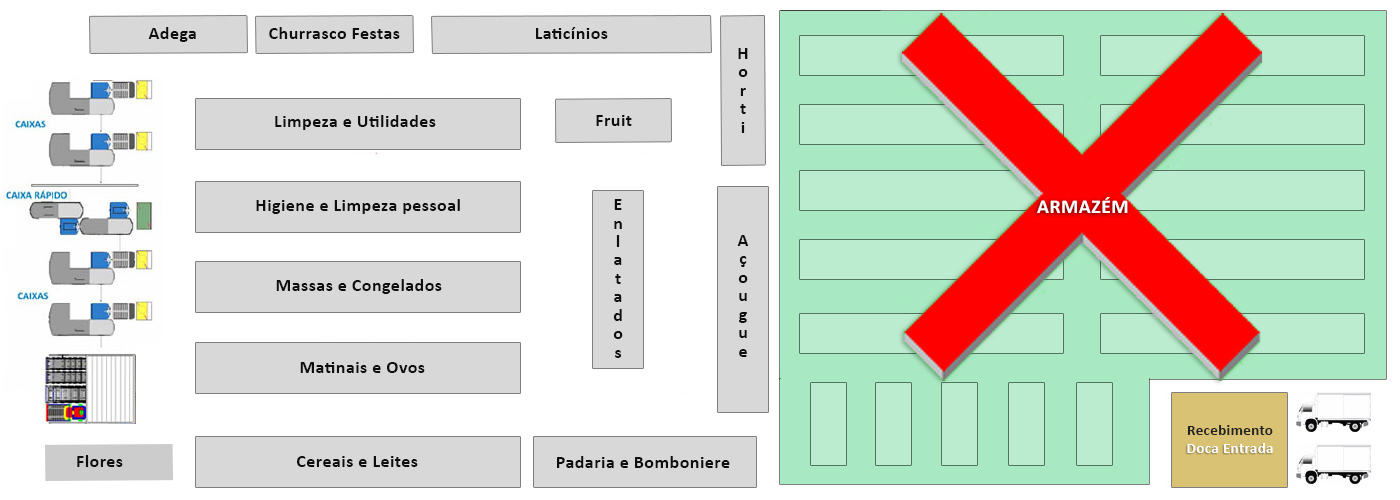 Adega
Churrasco Festas
Laticínios
Horti
CAIXAS
Limpeza e Utilidades
Fruit
CAIXA RÁPIDO
Higiene e Limpeza pessoal
Enlatados
Açougue
ARMAZÉM
CAIXAS
Massas e Congelados
Matinais e Ovos
Flores
Cereais e Leites
Padaria e Bomboniere
Recebimento
Doca Entrada